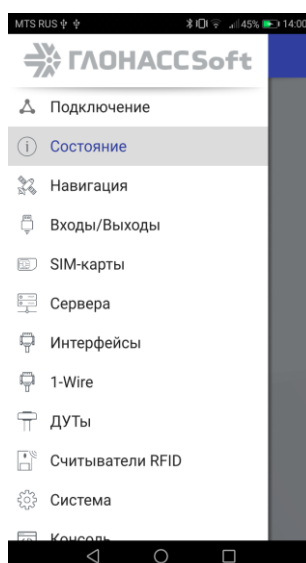 MTS RUS 45% 14:00
ГЛОНАССSoft
Подключение
Состояние
Навигация
Входы/Выходы
SIM-карты
Сервера
Интерфейсы
1-Wire
ДУТы
Считыватели RFID
Система
Консоль